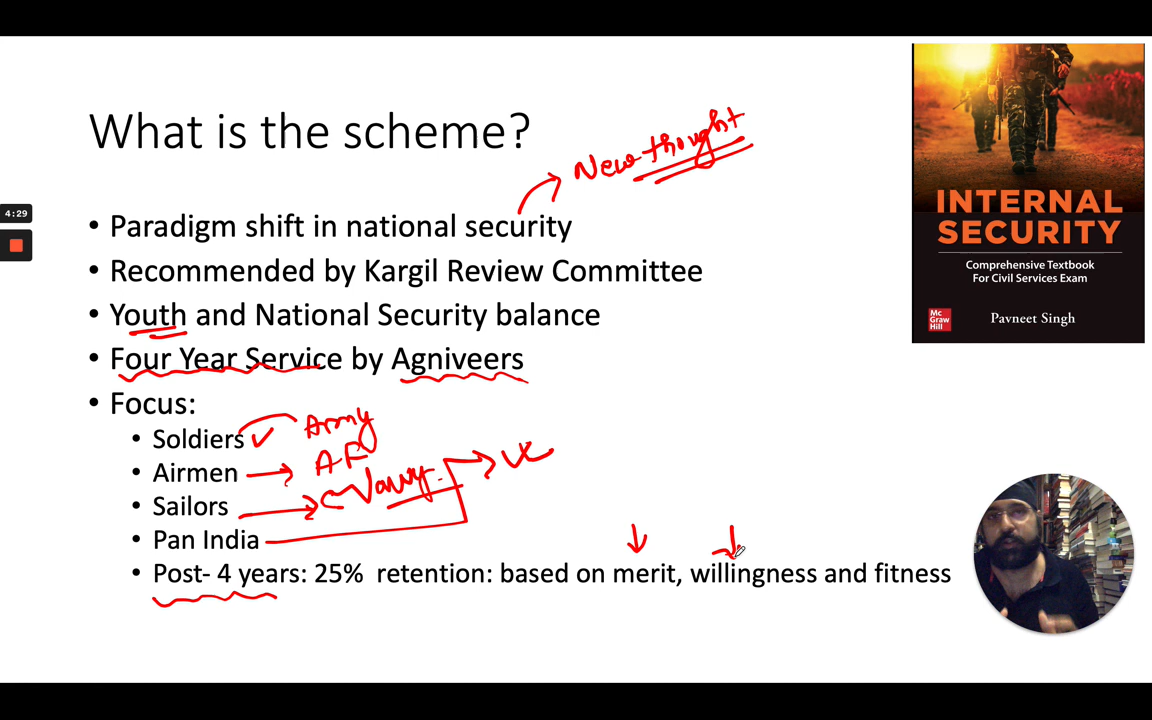 What is the scheme?
New thought
• Paradigm shift in national security
• Recommended by Kargil Review Committee
• Youth and National Security balance
• Four Year Service by Agniveers
• Focus:
• Soldiers
Army
• Airmen
AF
• Sailors
Navy
• Pan India
• Post- 4 years: 25% retention: based on merit, willingness and fitness
4:29
INTERNAL
SECURITY
Comprehensive Textbook
For Civil Services Exam
Mc
Graw
Hill
Pavneet Singh